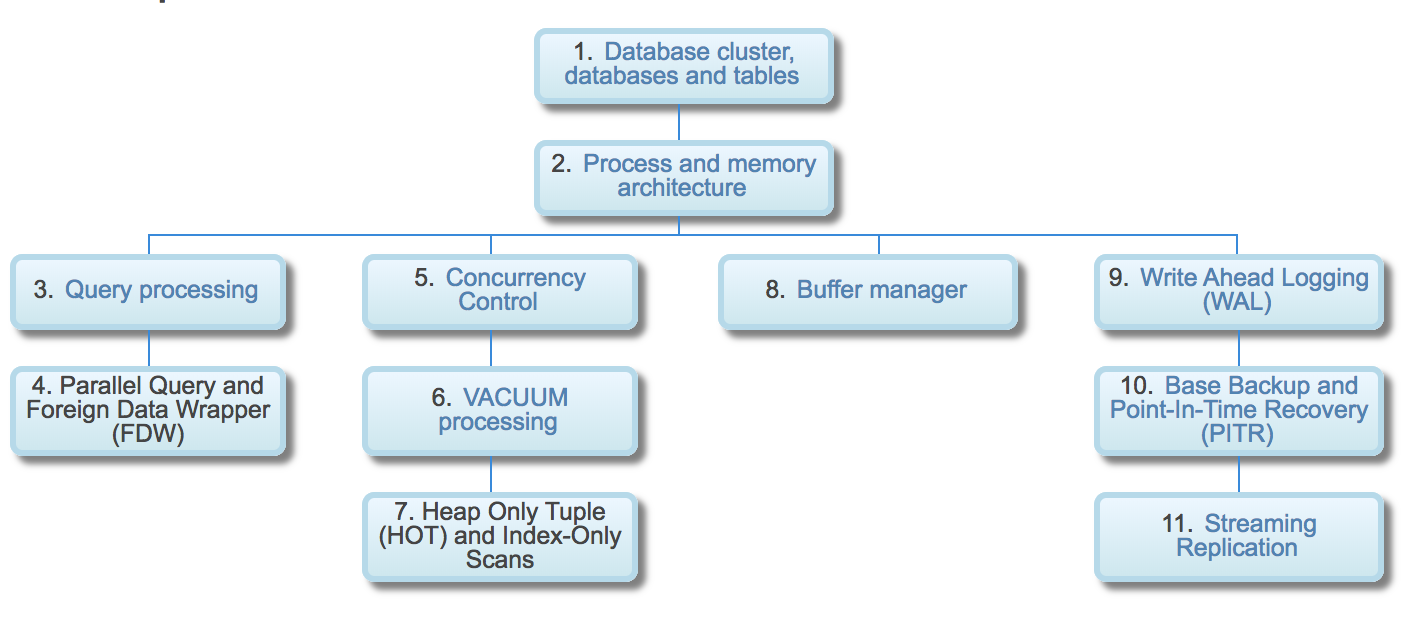 1. Database cluster,
databases and tables
2. Process and memory
architecture
3. Query processing
5. Concurrency
Control
8. Buffer manager
9. Write Ahead Logging
(WAL)
4. Parallel Query and
Foreign Data Wrapper
(FDW)
6. VACUUM
processing
10. Base Backup and
Point-In-Time Recovery
(PITR)
7. Heap Only Tuple
(HOT) and Index-Only
Scans
11. Streaming
Replication